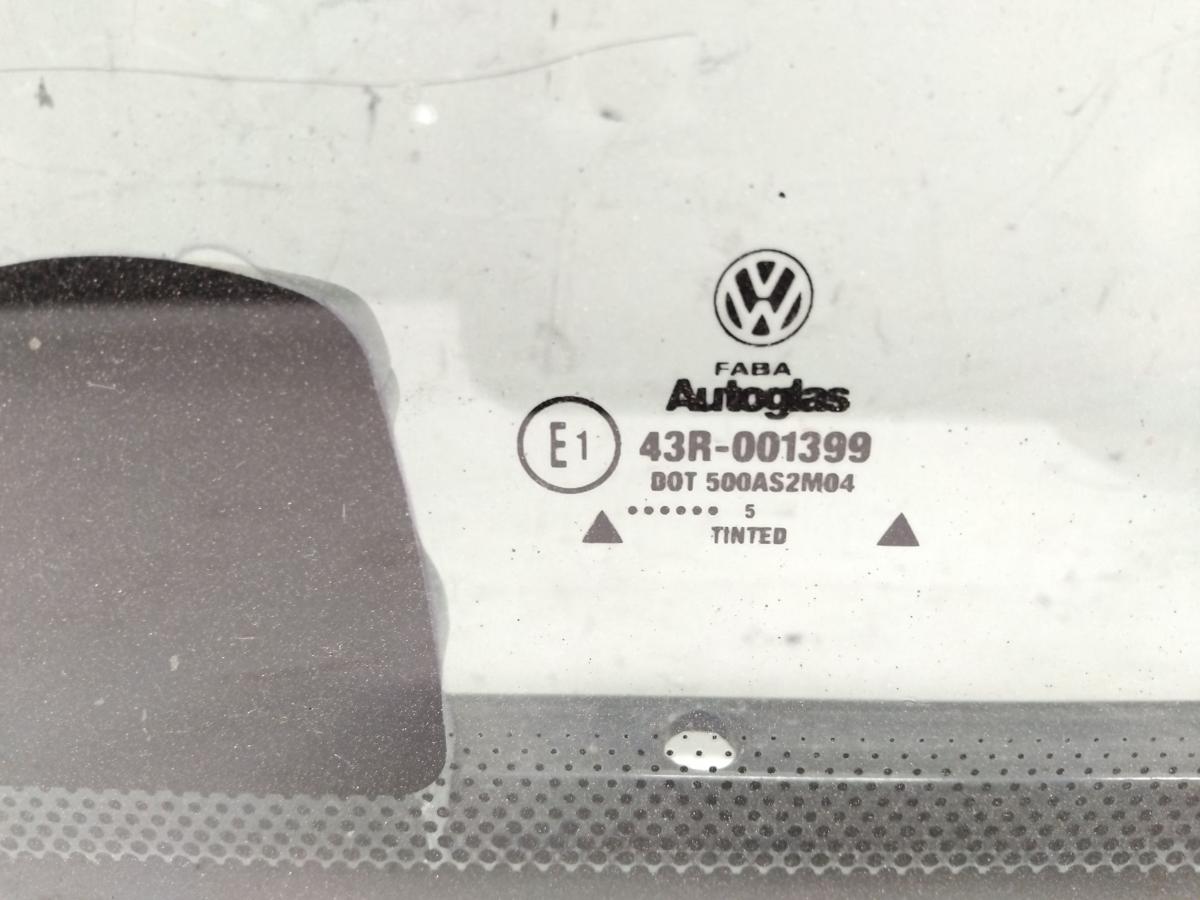 FABA
Autoglas
E1
43R-001399
DOT 500AS2M04
...... 5
TINTED